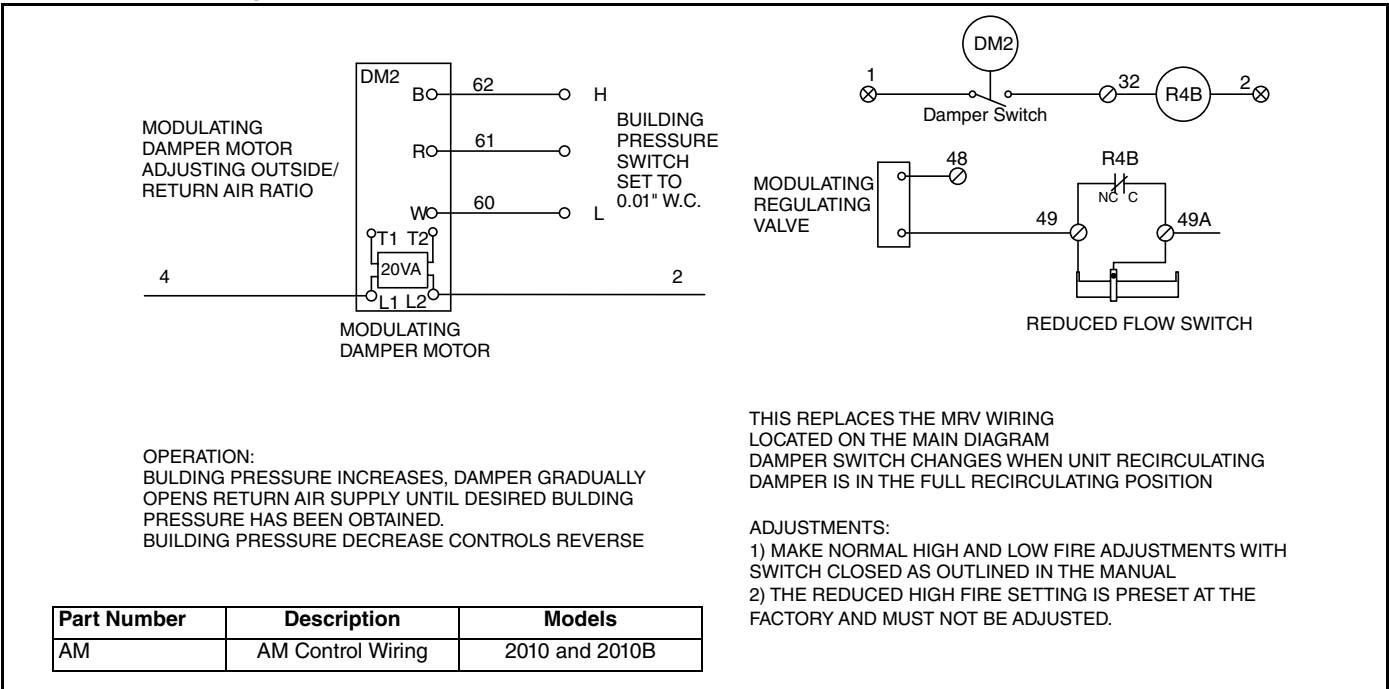 DM2
B
62
H
R
61
W
60
L
T1 T2
20VA
L1 L2
4
2
MODULATING
DAMPER MOTOR
ADJUSTING OUTSIDE/
RETURN AIR RATIO
BUILDING
PRESSURE
SWITCH
SET TO
0.01" W.C.
MODULATING
DAMPER MOTOR
DM2
1
Damper Switch
32
R4B
2
MODULATING
REGULATING
VALVE
48
49
R4B
NC C
49A
REDUCED FLOW SWITCH
OPERATION:
BULDING PRESSURE INCREASES, DAMPER GRADUALLY
OPENS RETURN AIR SUPPLY UNTIL DESIRED BULDING
PRESSURE HAS BEEN OBTAINED.
BUILDING PRESSURE DECREASE CONTROLS REVERSE
THIS REPLACES THE MRV WIRING
LOCATED ON THE MAIN DIAGRAM
DAMPER SWITCH CHANGES WHEN UNIT RECIRCULATING
DAMPER IS IN THE FULL RECIRCULATING POSITION
ADJUSTMENTS:
1) MAKE NORMAL HIGH AND LOW FIRE ADJUSTMENTS WITH
SWITCH CLOSED AS OUTLINED IN THE MANUAL
2) THE REDUCED HIGH FIRE SETTING IS PRESET AT THE
FACTORY AND MUST NOT BE ADJUSTED.
Part Number Description Models
AM AM Control Wiring 2010 and 2010B